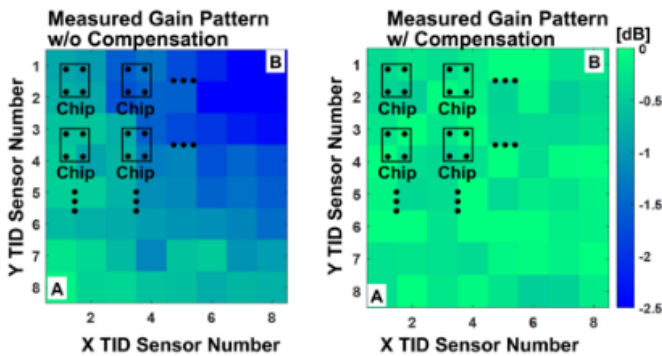 Measured Gain Pattern
w/o Compensation
B
1
2
3
4
5
6
7
8
Chip
Chip
Chip
Chip
A
2
4
6
8
Y TID Sensor Number
X TID Sensor Number
Measured Gain Pattern
w/ Compensation
B
1
2
3
4
5
6
7
8
Chip
Chip
Chip
Chip
A
2
4
6
8
Y TID Sensor Number
X TID Sensor Number
[dB]
0
-0.5
-1
-1.5
-2
-2.5